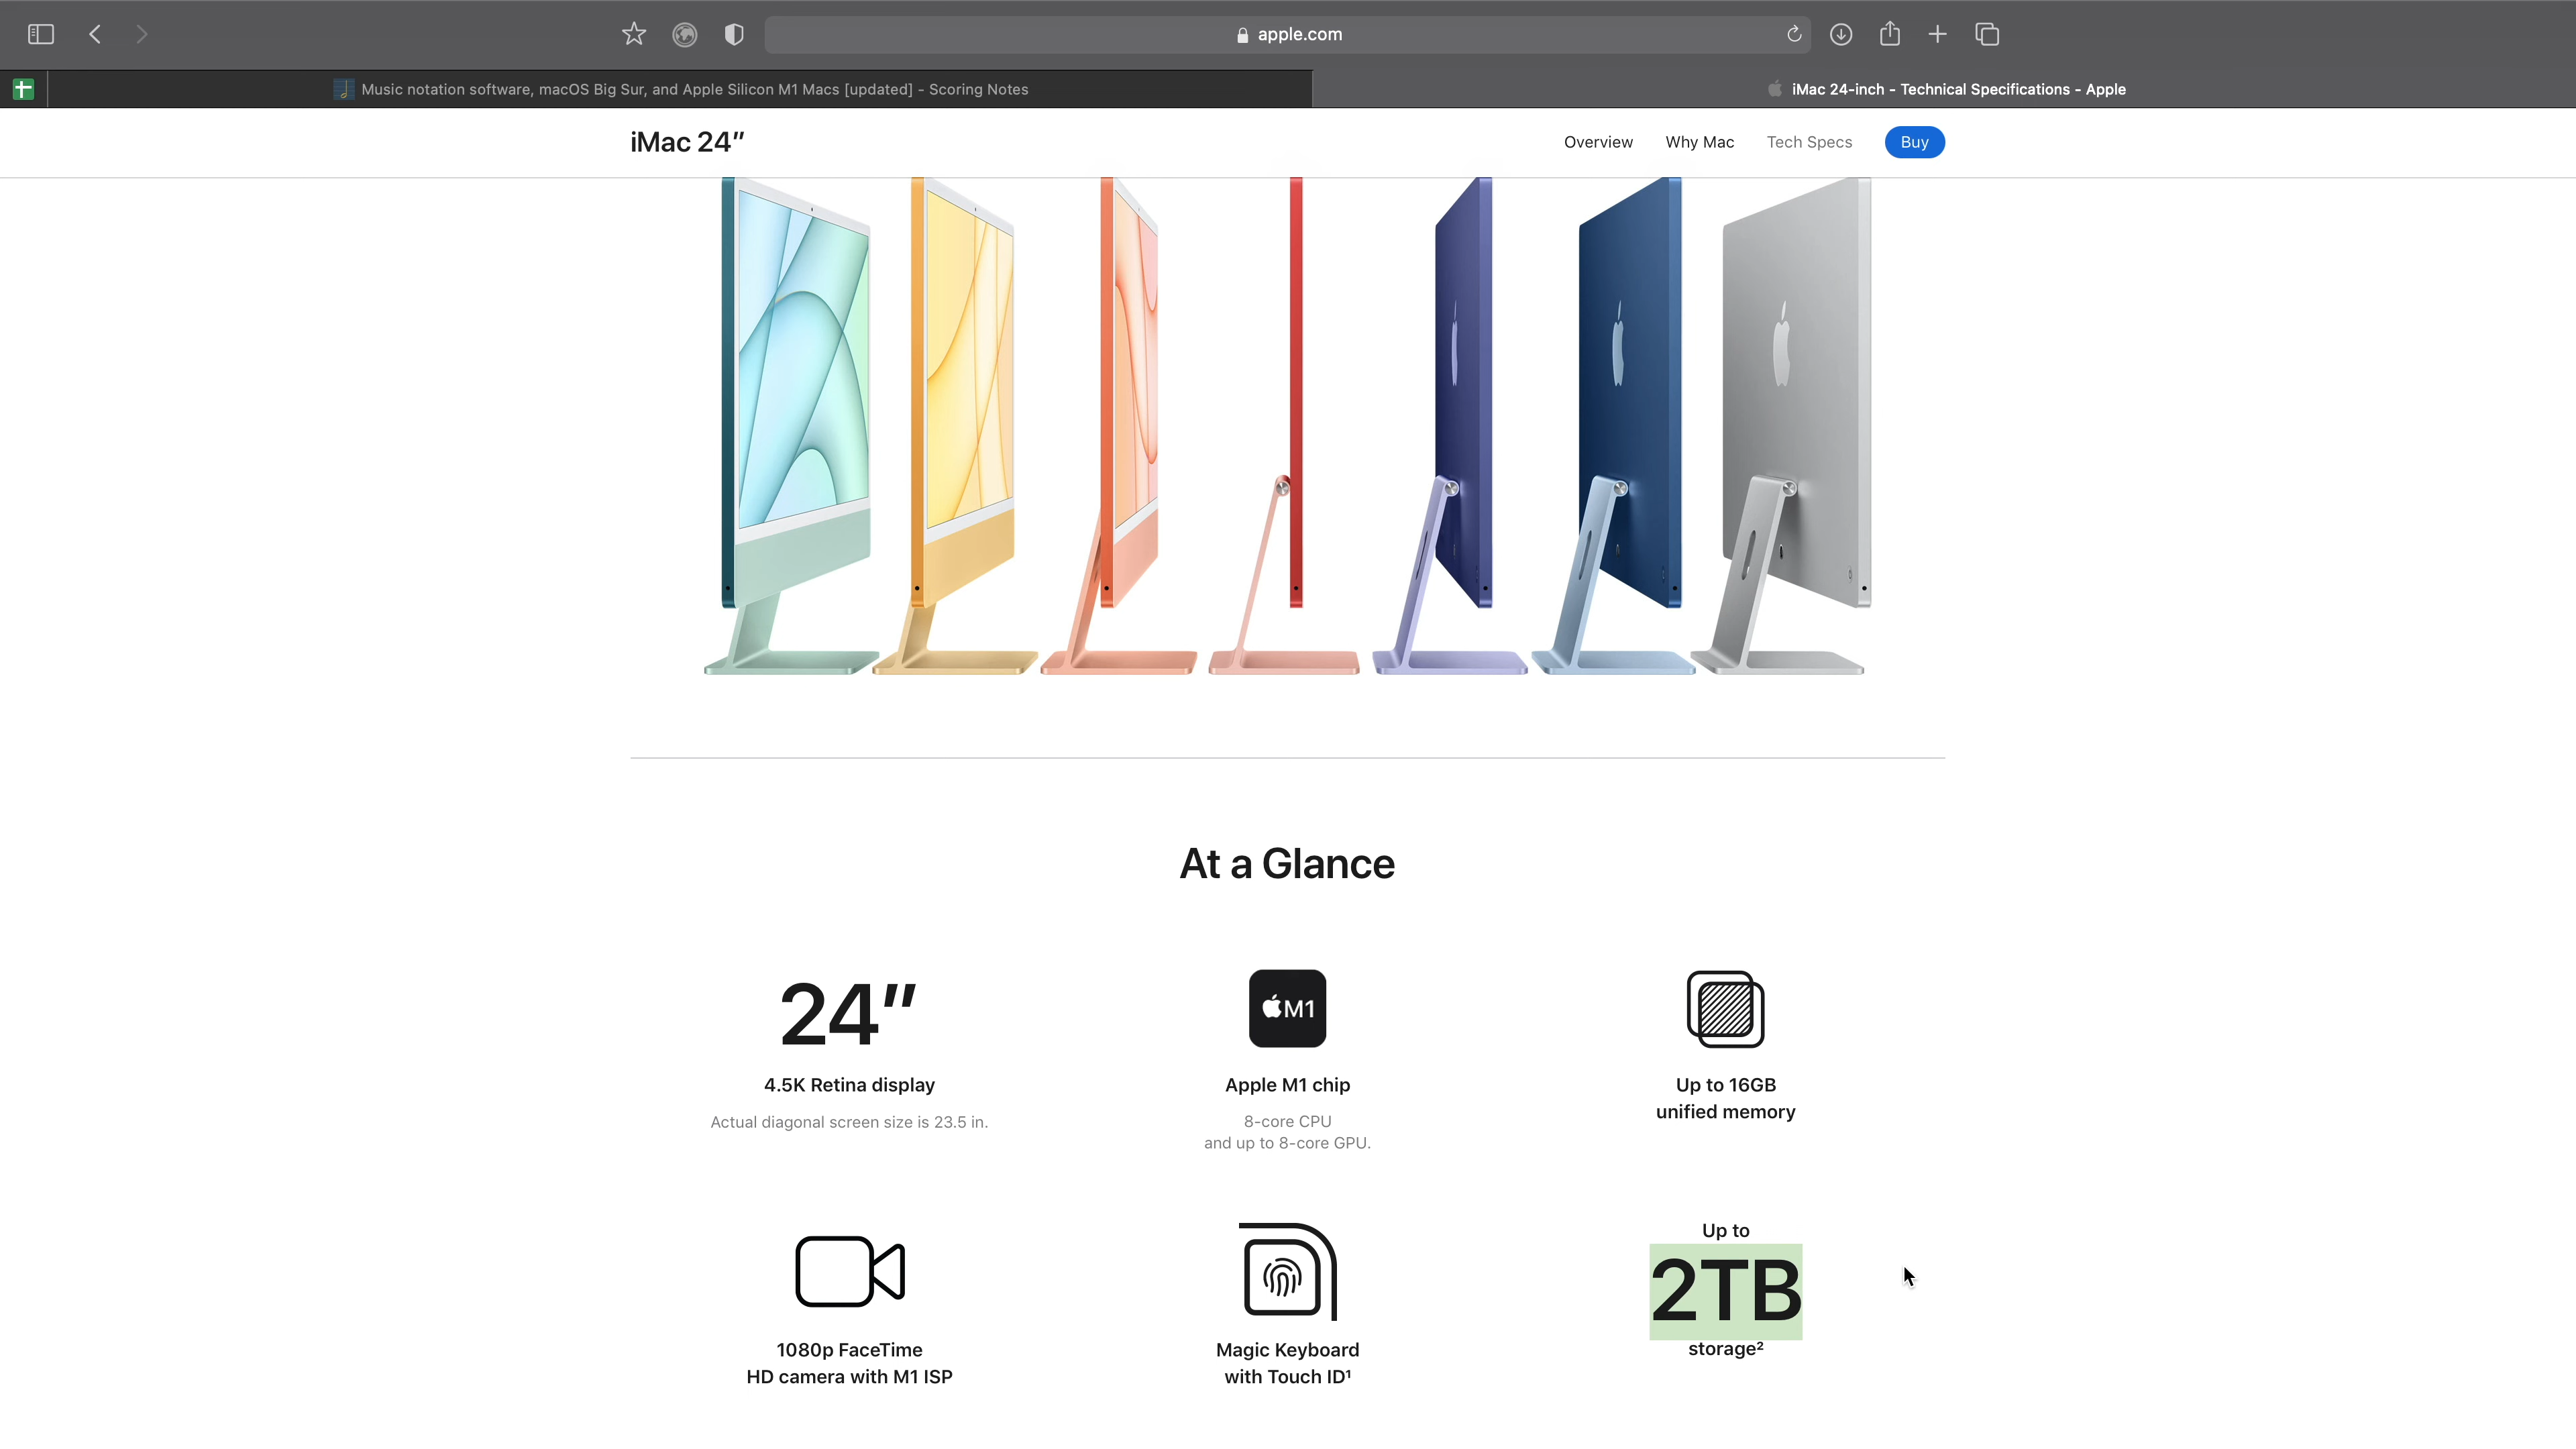 apple.com
Music notation software, macOS Big Sur, and Apple Silicon M1 Macs [updated] - Scoring Notes
iMac 24-inch - Technical Specifications - Apple
iMac 24″
Overview Why Mac Tech Specs Buy
At a Glance
24″
4.5K Retina display
Actual diagonal screen size is 23.5 in.
M1
Apple M1 chip
8-core CPU
and up to 8-core GPU.
Up to 16GB
unified memory
1080p FaceTime
HD camera with M1 ISP
Magic Keyboard
with Touch ID¹
Up to
2TB
storage²